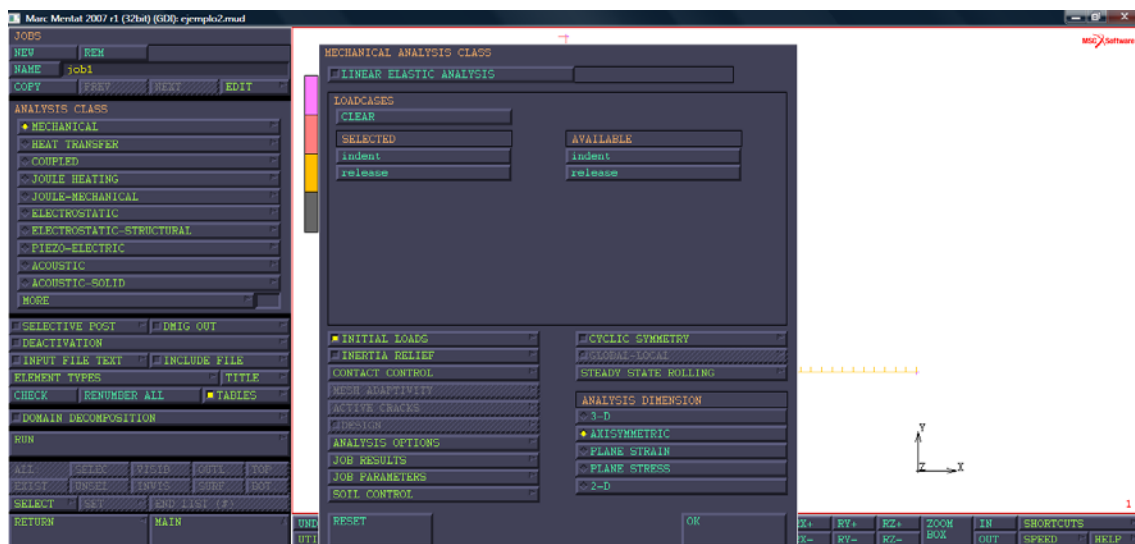 Marc Mentat 2007 r1 (32bit) (GDI): ejemplo2.mud
JOBS
NEW REM
NAME job1
COPY PREV NEXT EDIT
ANALYSIS CLASS
MECHANICAL
HEAT TRANSFER
COUPLED
JOULE HEATING
JOULE-MECHANICAL
ELECTROSTATIC
ELECTROSTATIC-STRUCTURAL
PIEZO-ELECTRIC
ACOUSTIC
ACOUSTIC-SOLID
MORE
SELECTIVE POST DMIG OUT
DEACTIVATION
INPUT FILE TEXT INCLUDE FILE
ELEMENT TYPES TITLE
CHECK RENUMBER ALL TABLES
DOMAIN DECOMPOSITION
RUN
ALL SELEC VISIB OUTL TOP
EXIST UNSEL INVIS SURF BOT
SELECT SET END LIST (#)
RETURN MAIN
MECHANICAL ANALYSIS CLASS
LINEAR ELASTIC ANALYSIS
LOADCASES
CLEAR
SELECTED AVAILABLE
indent indent
release release
INITIAL LOADS CYCLIC SYMMETRY
INERTIA RELIEF GLOBAL-LOCAL
CONTACT CONTROL STEADY STATE ROLLING
MESH ADAPTIVITY
ACTIVE CRACKS
DESIGN
ANALYSIS OPTIONS
JOB RESULTS
JOB PARAMETERS
SOIL CONTROL
ANALYSIS DIMENSION
3-D
AXISYMMETRIC
PLANE STRAIN
PLANE STRESS
2-D
RESET OK
MSC Software
Y
Z X
1
UND
UTI
RX+ RY+ RZ+ ZOOM BOX IN SHORTCUTS
RX- RY- RZ- OUT SPEED HELP